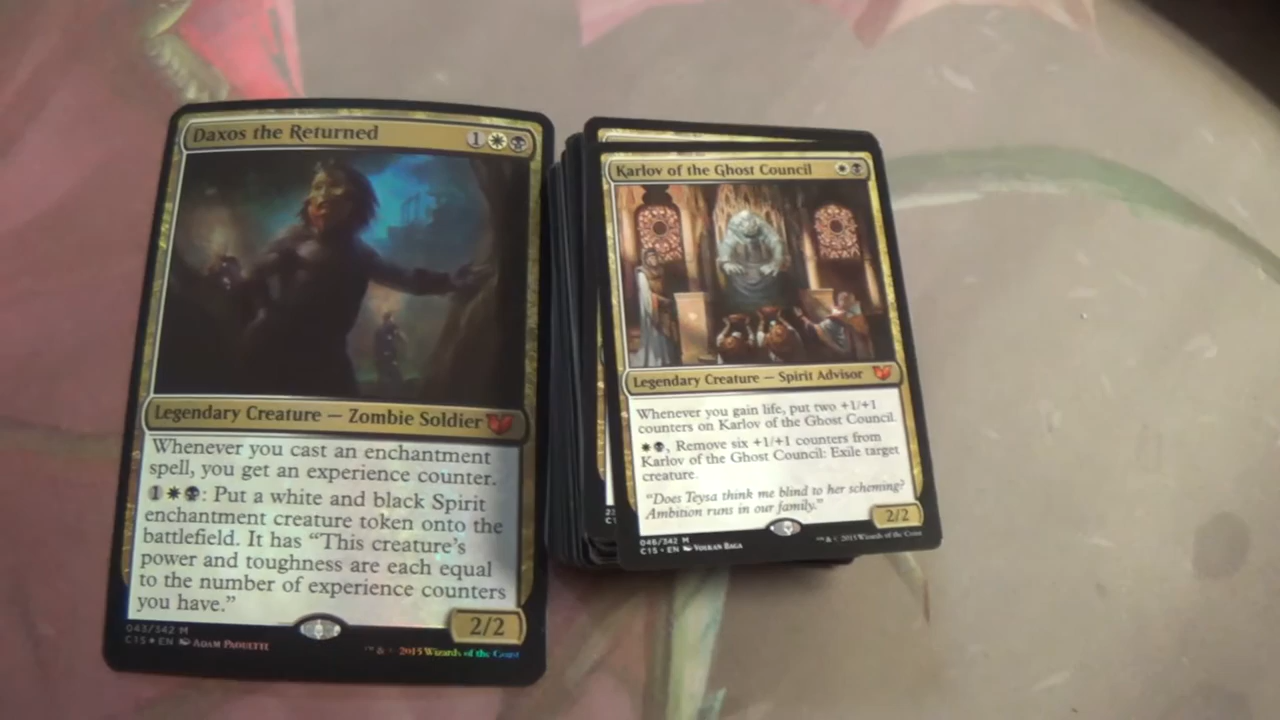 Daxos the Returned 1
Legendary Creature — Zombie Soldier
Whenever you cast an enchantment
spell, you get an experience counter.
1 : Put a white and black Spirit
enchantment creature token onto the
battlefield. It has “This creature’s
power and toughness are each equal
to the number of experience counters
you have.”
2/2
043/342 M
C15 ★ EN ADAM PAQUETTE
™ & © 2015 Wizards of the Coast
Karlov of the Ghost Council
Legendary Creature — Spirit Advisor
Whenever you gain life, put two +1/+1
counters on Karlov of the Ghost Council.
, Remove six +1/+1 counters from
Karlov of the Ghost Council: Exile target
creature.
“Does Teysa think me blind to her scheming?
Ambition runs in our family.”
2/2
046/342 M
C15 • EN VOLKAN BAGA
™ & © 2015 Wizards of the Coast